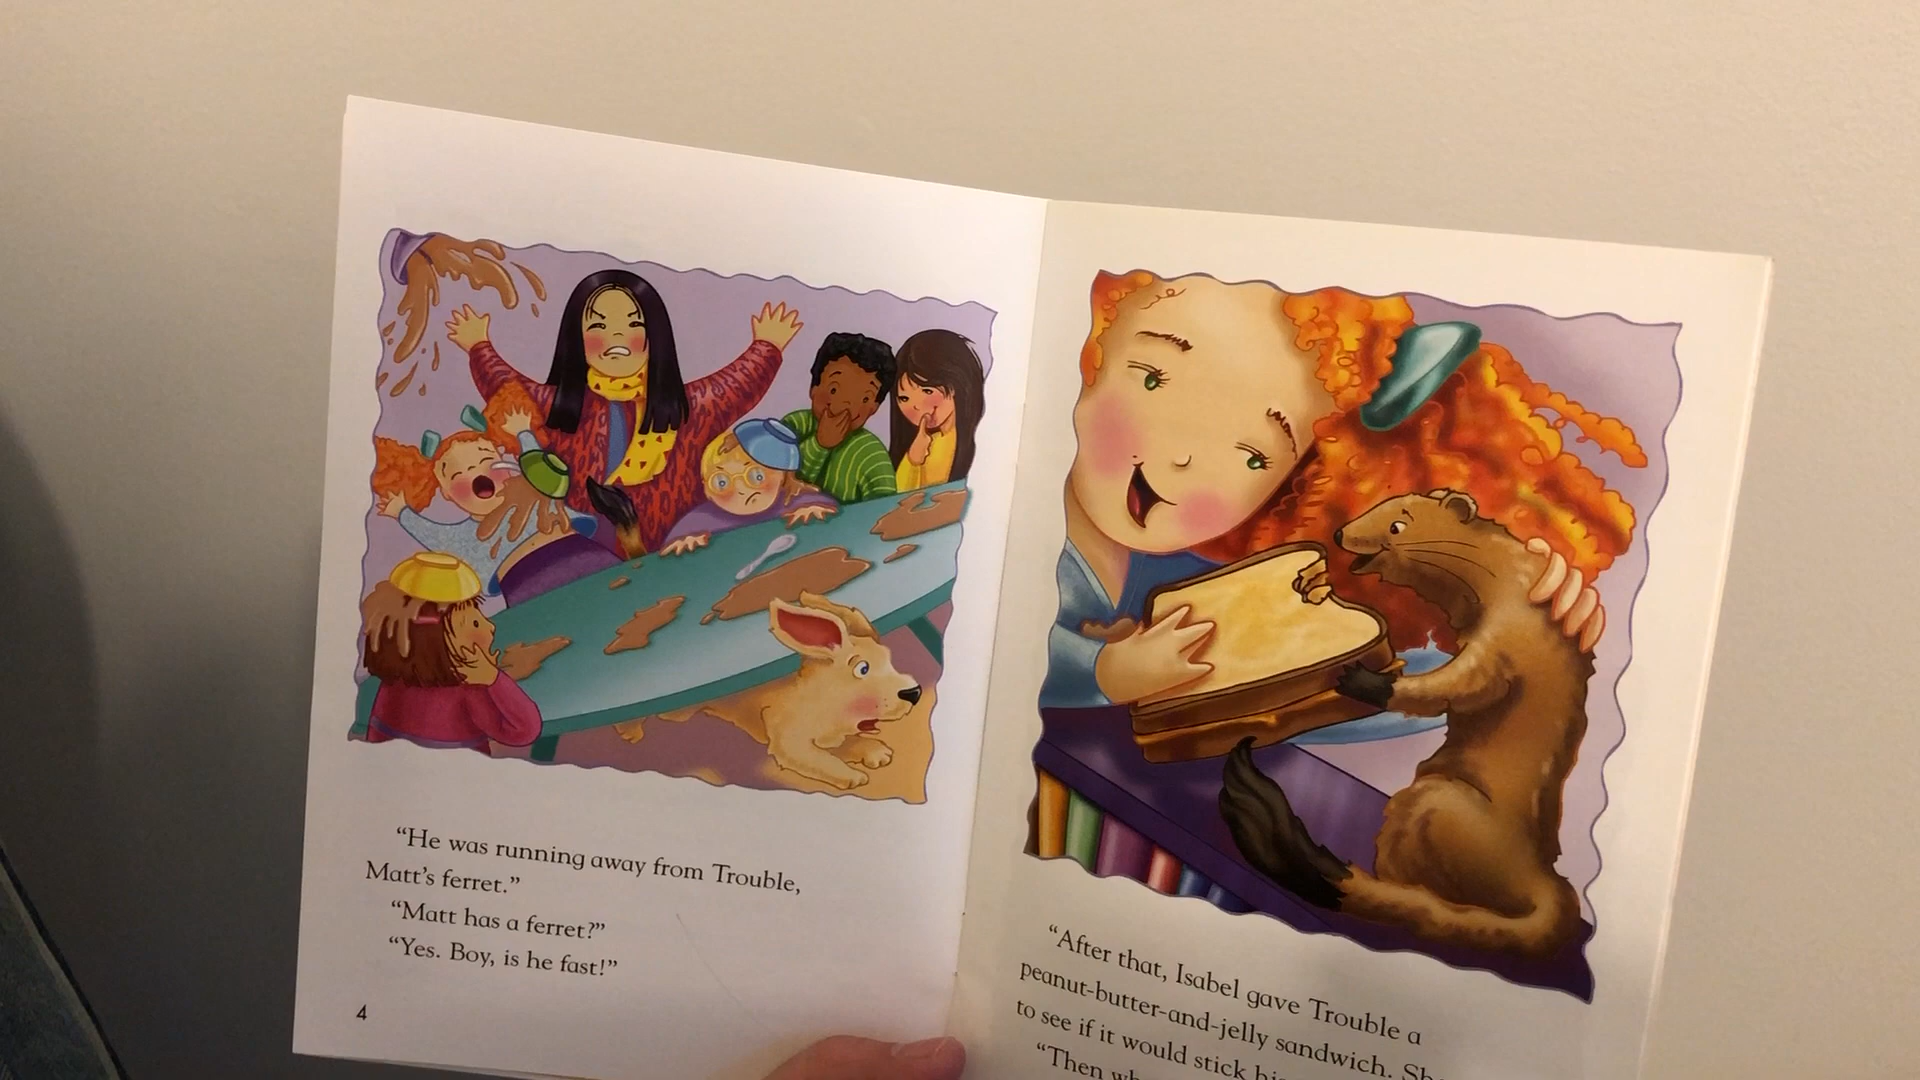 “He was running away from Trouble,
Matt’s ferret.”
“Matt has a ferret?”
“Yes. Boy, is he fast!”
4
“After that, Isabel gave Trouble a
peanut-butter-and-jelly sandwich.
to see if it would stick
“Then